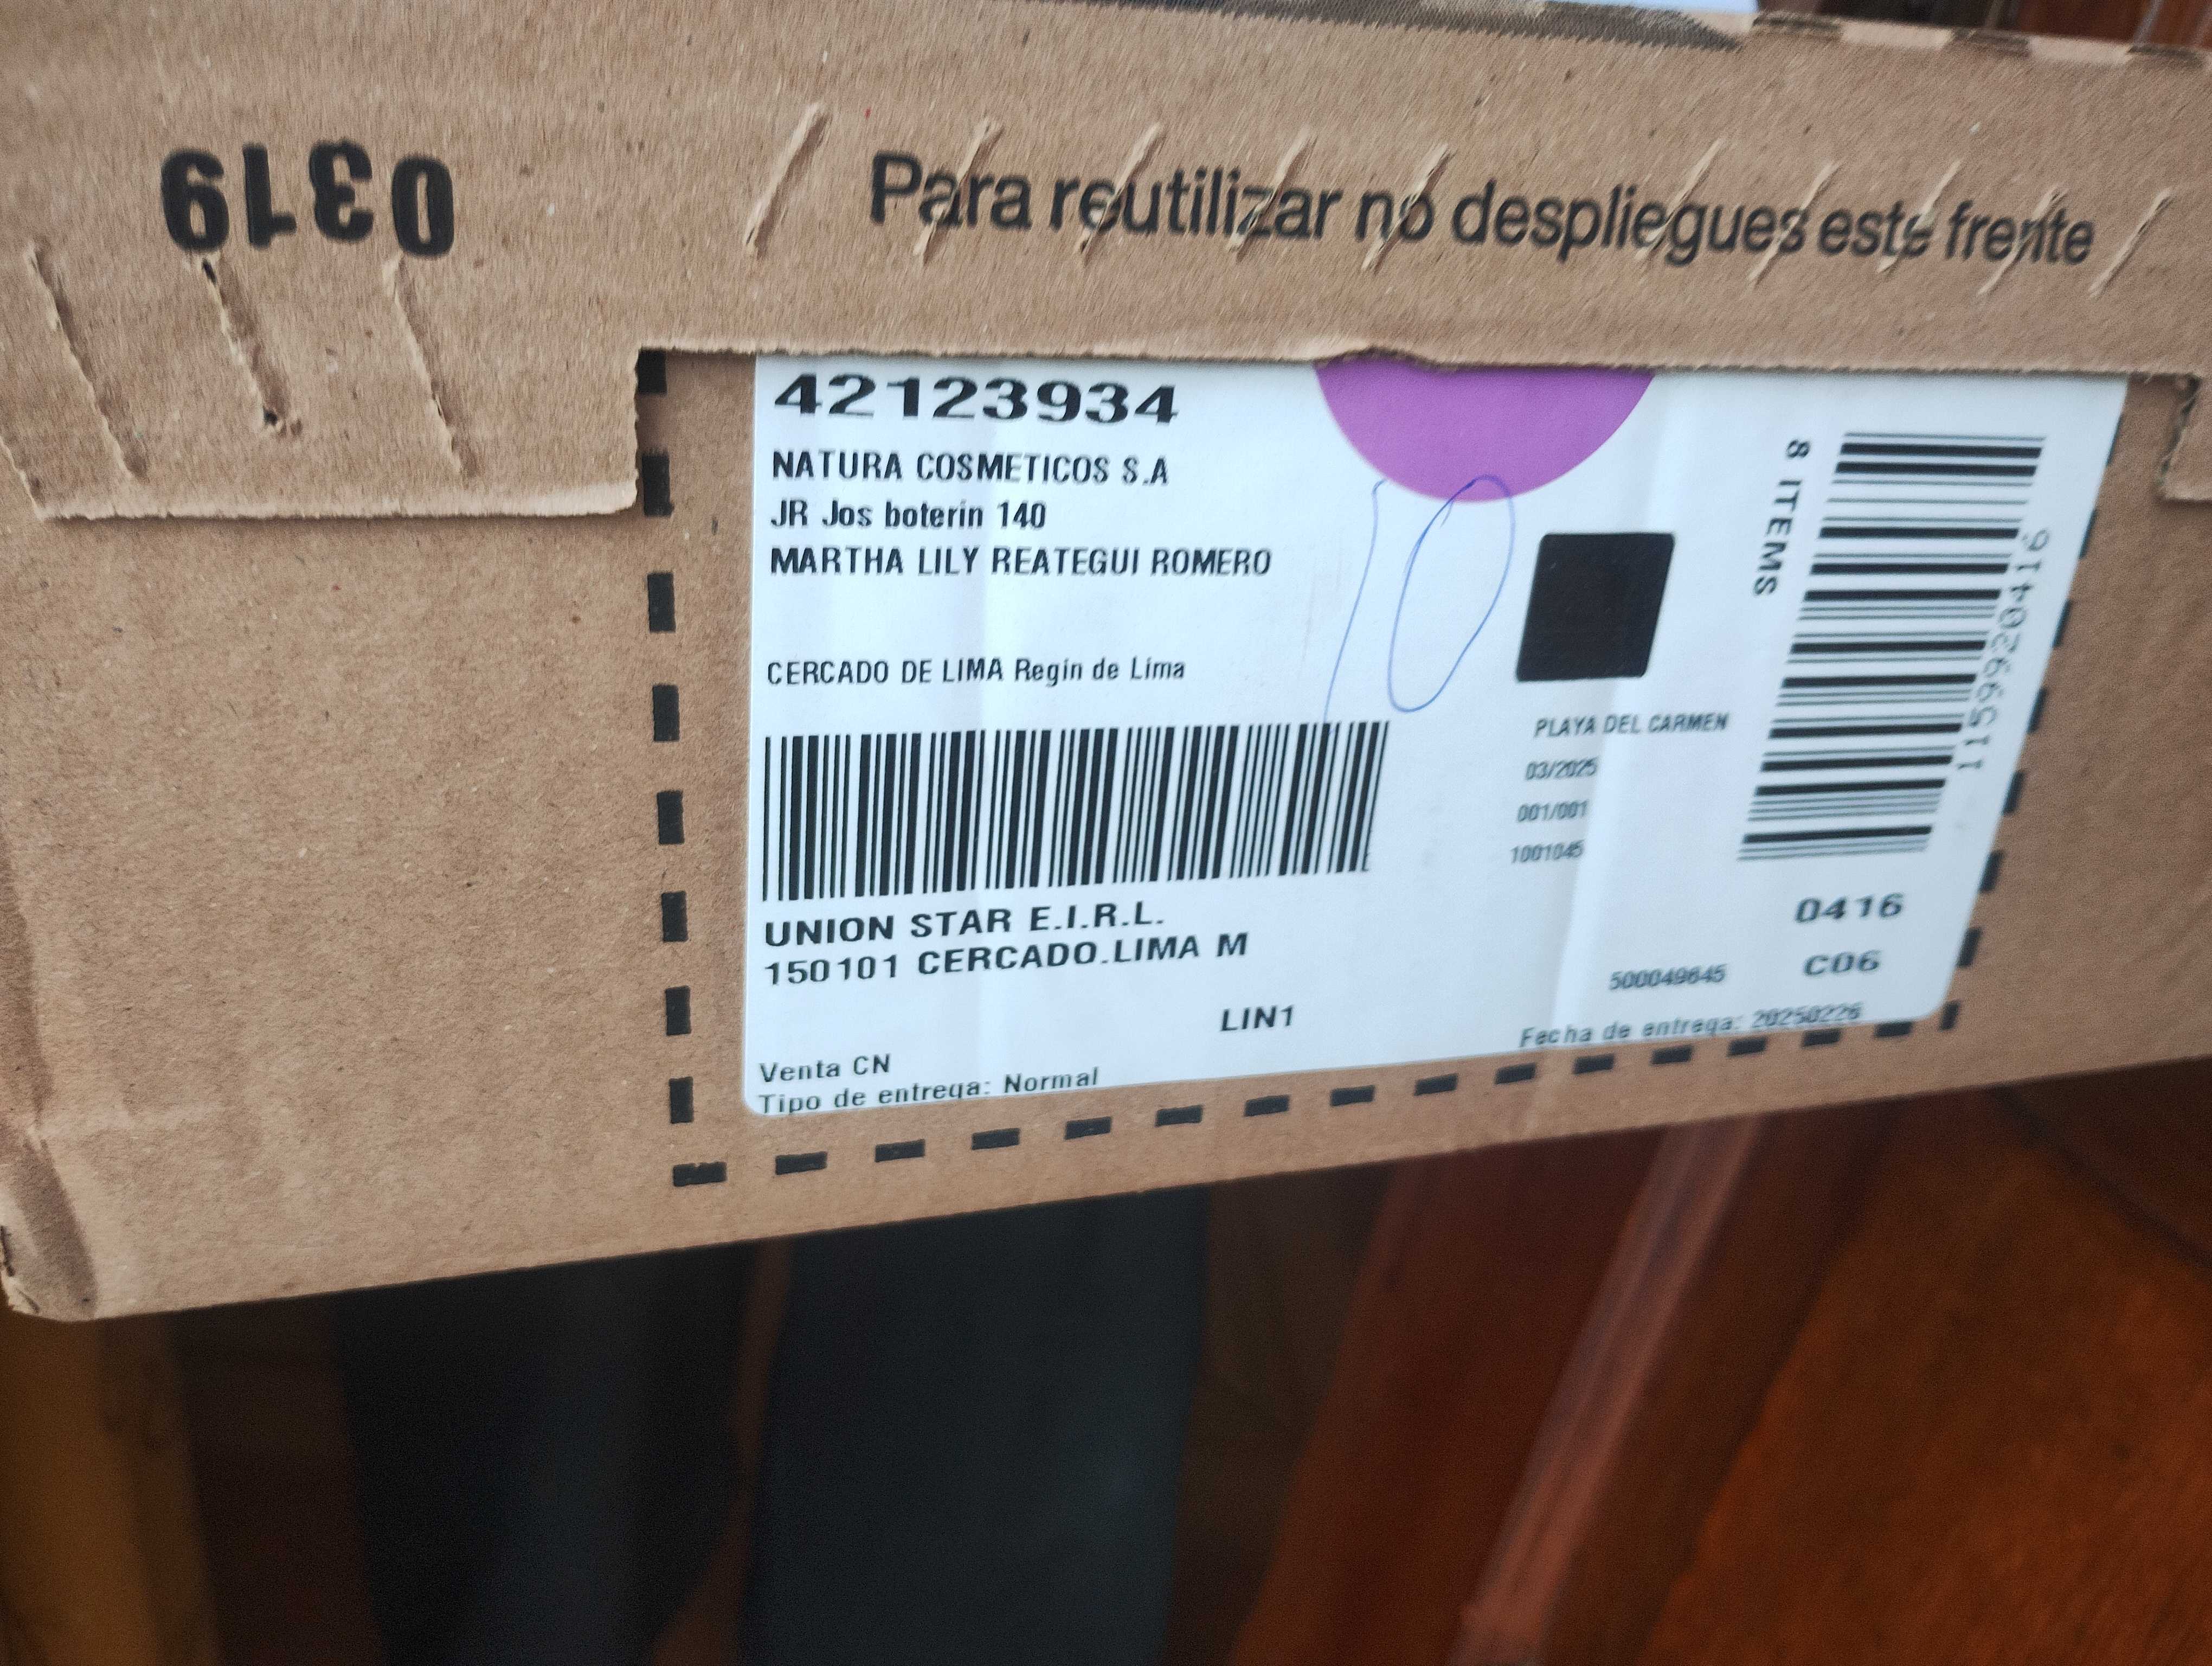 0319
Para reutilizar no despliegues este frente
42123934
NATURA COSMETICOS S.A
JR Jos boterin 140
MARTHA LILY REATEGUI ROMERO
CERCADO DE LIMA Regin de Lima
10
8 ITEMS
115992040416
PLAYA DEL CARMEN
03/2025
001/001
1001045
UNION STAR E.I.R.L.
150101 CERCADO.LIMA M
0416
C06
500049645
LIN1
Fecha de entrega: 20250226
Venta CN
Tipo de entrega: Normal